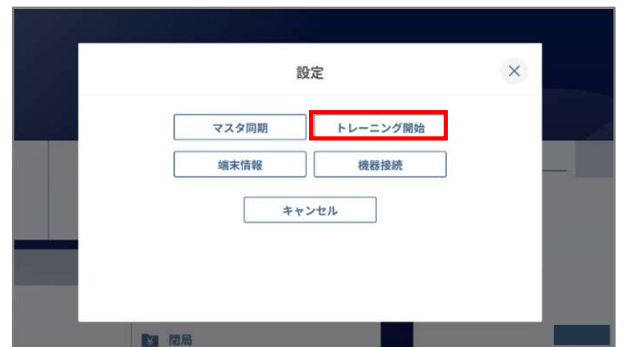 設定
マスタ同期 トレーニング開始
端末情報 機器接続
キャンセル
閉局